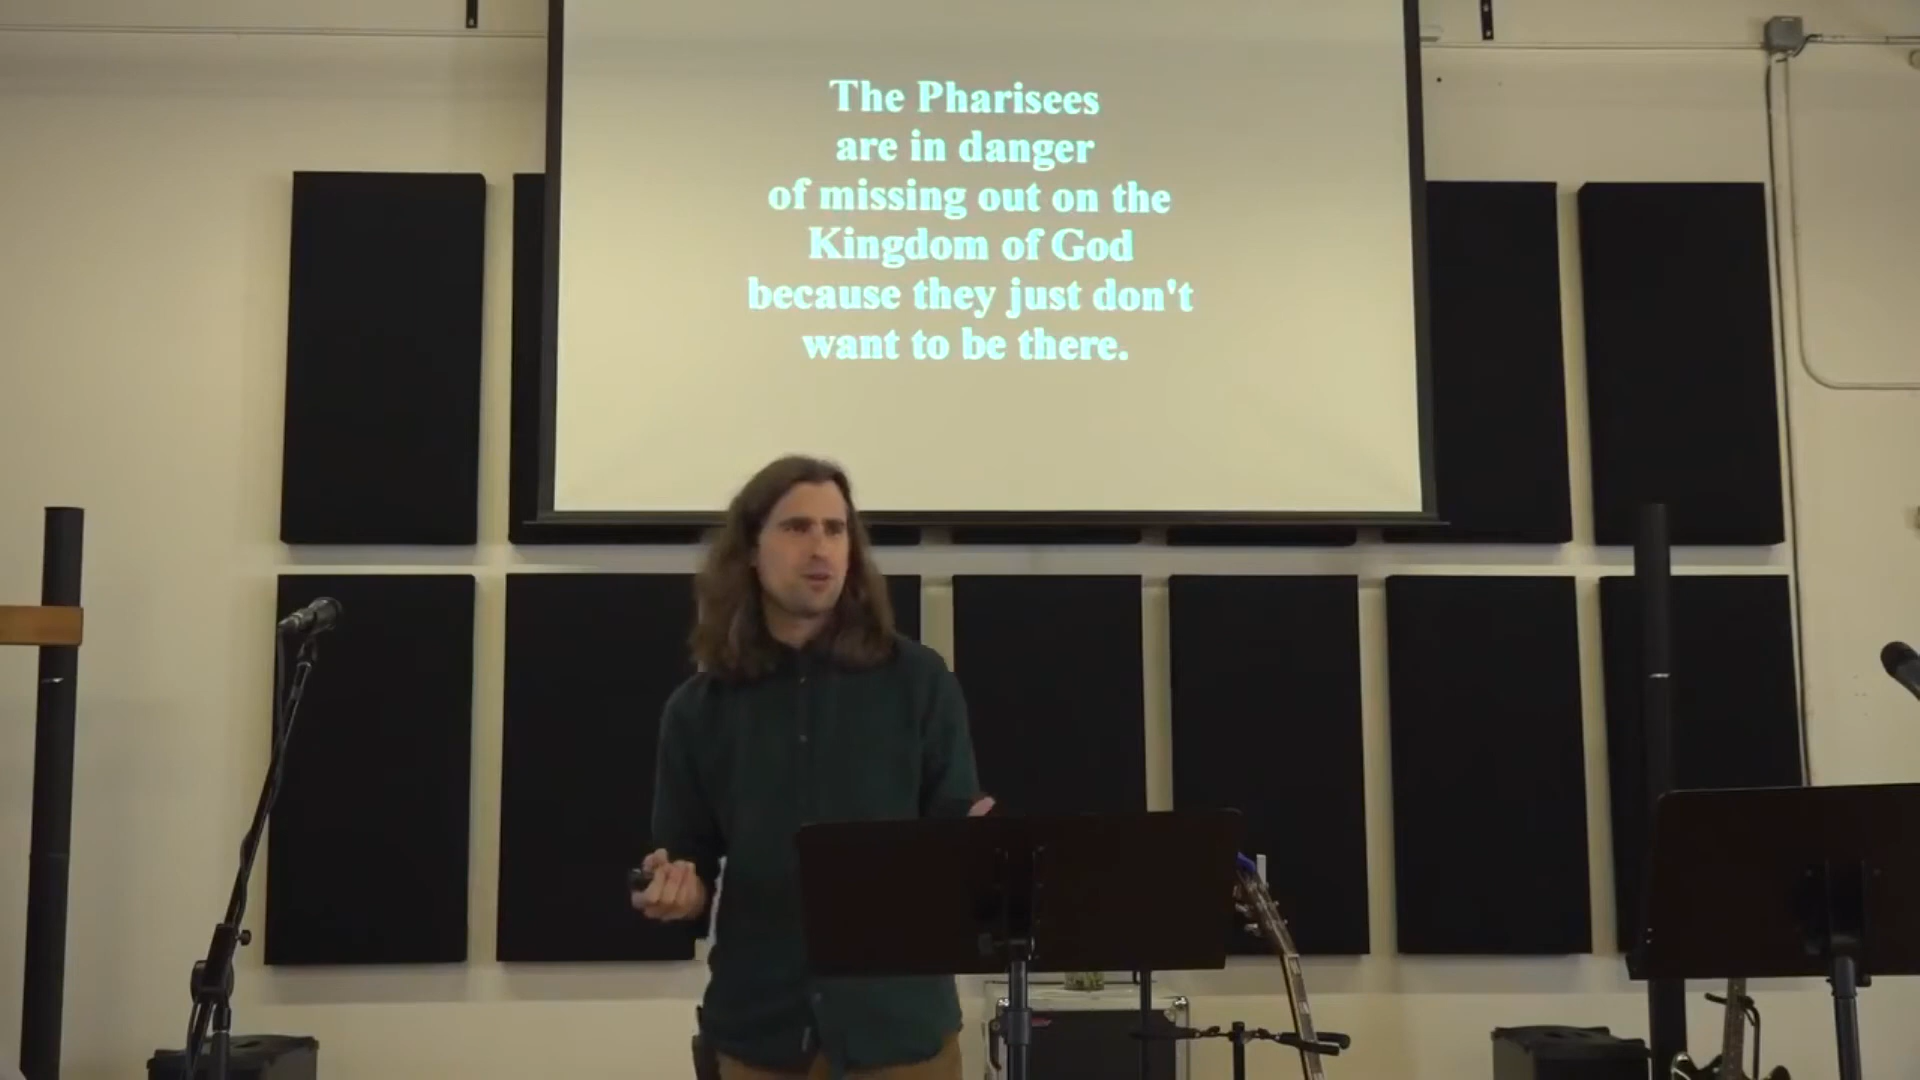 The Pharisees
are in danger
of missing out on the
Kingdom of God
because they just don't
want to be there.